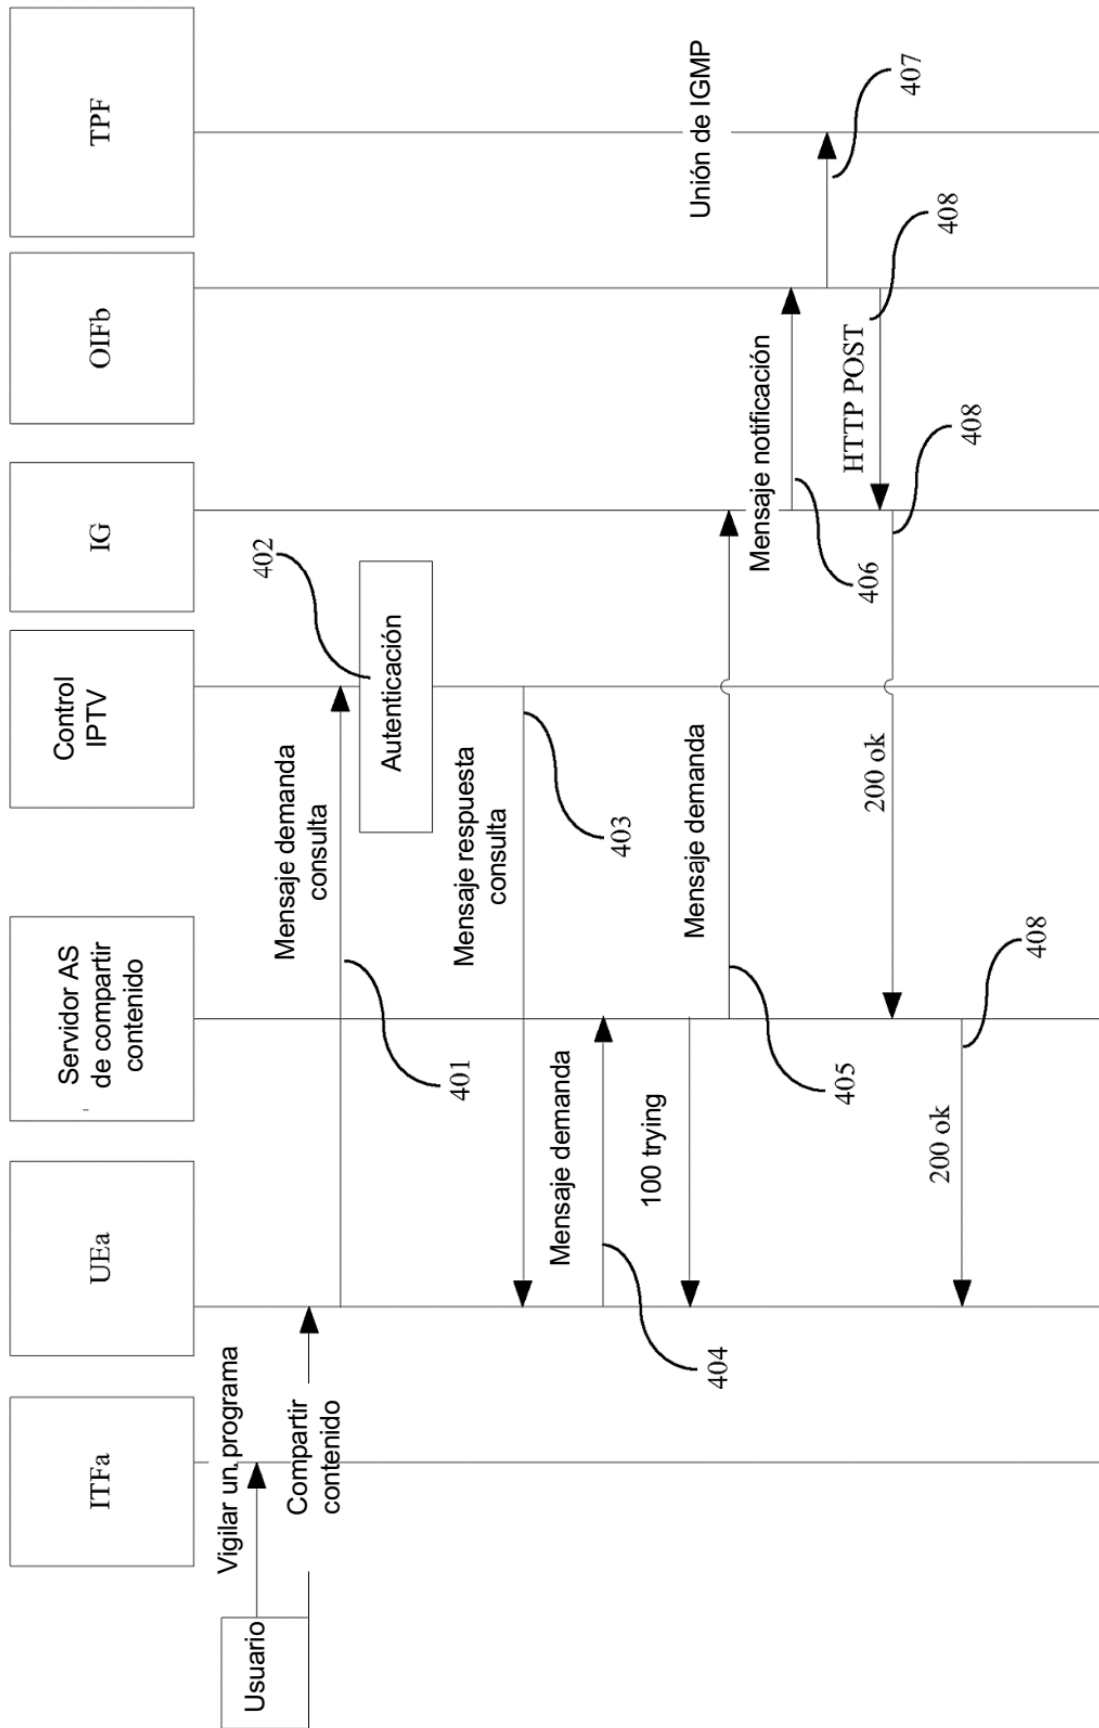 Usuario
ITFa
UEa
Servidor AS
de compartir
contenido
Control
IPTV
IG
OIFb
TPF
Vigilar un programa
Compartir
contenido
Mensaje demanda
consulta
401
402
Autenticación
Mensaje respuesta
consulta
403
Mensaje demanda
404
100 trying
Mensaje demanda
405
Mensaje notificación
406
Unión de IGMP
407
HTTP POST
408
200 ok
408
200 ok
408